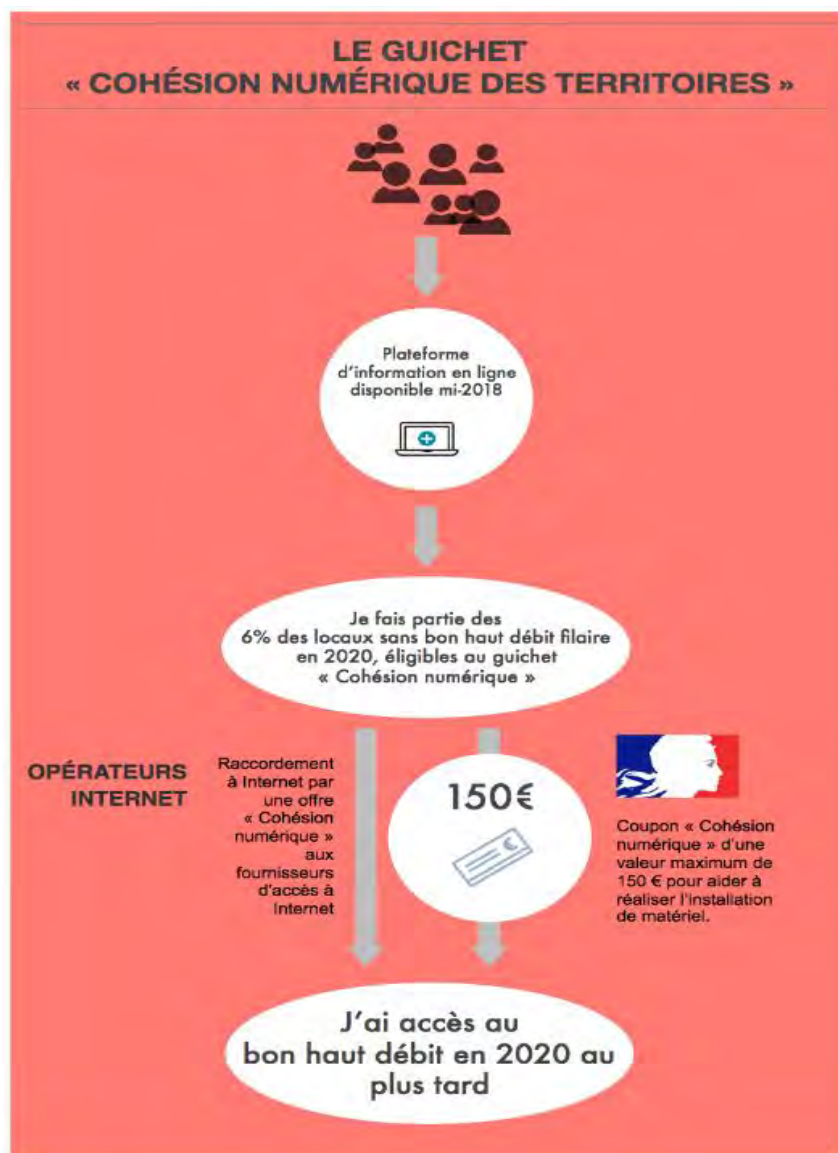 LE GUICHET
« COHÉSION NUMÉRIQUE DES TERRITOIRES »
Plateforme
d'information en ligne
disponible mi-2018
Je fais partie des
6% des locaux sans bon haut débit filaire
en 2020, éligibles au guichet
« Cohésion numérique »
OPÉRATEURS
INTERNET
Raccordement
à Internet par
une offre
« Cohésion
numérique »
aux
fournisseurs
d'accès à
Internet
150€
€
Coupon « Cohésion
numérique » d'une
valeur maximum de
150 € pour aider à
réaliser l'installation
de matériel.
J'ai accès au
bon haut débit en 2020 au
plus tard